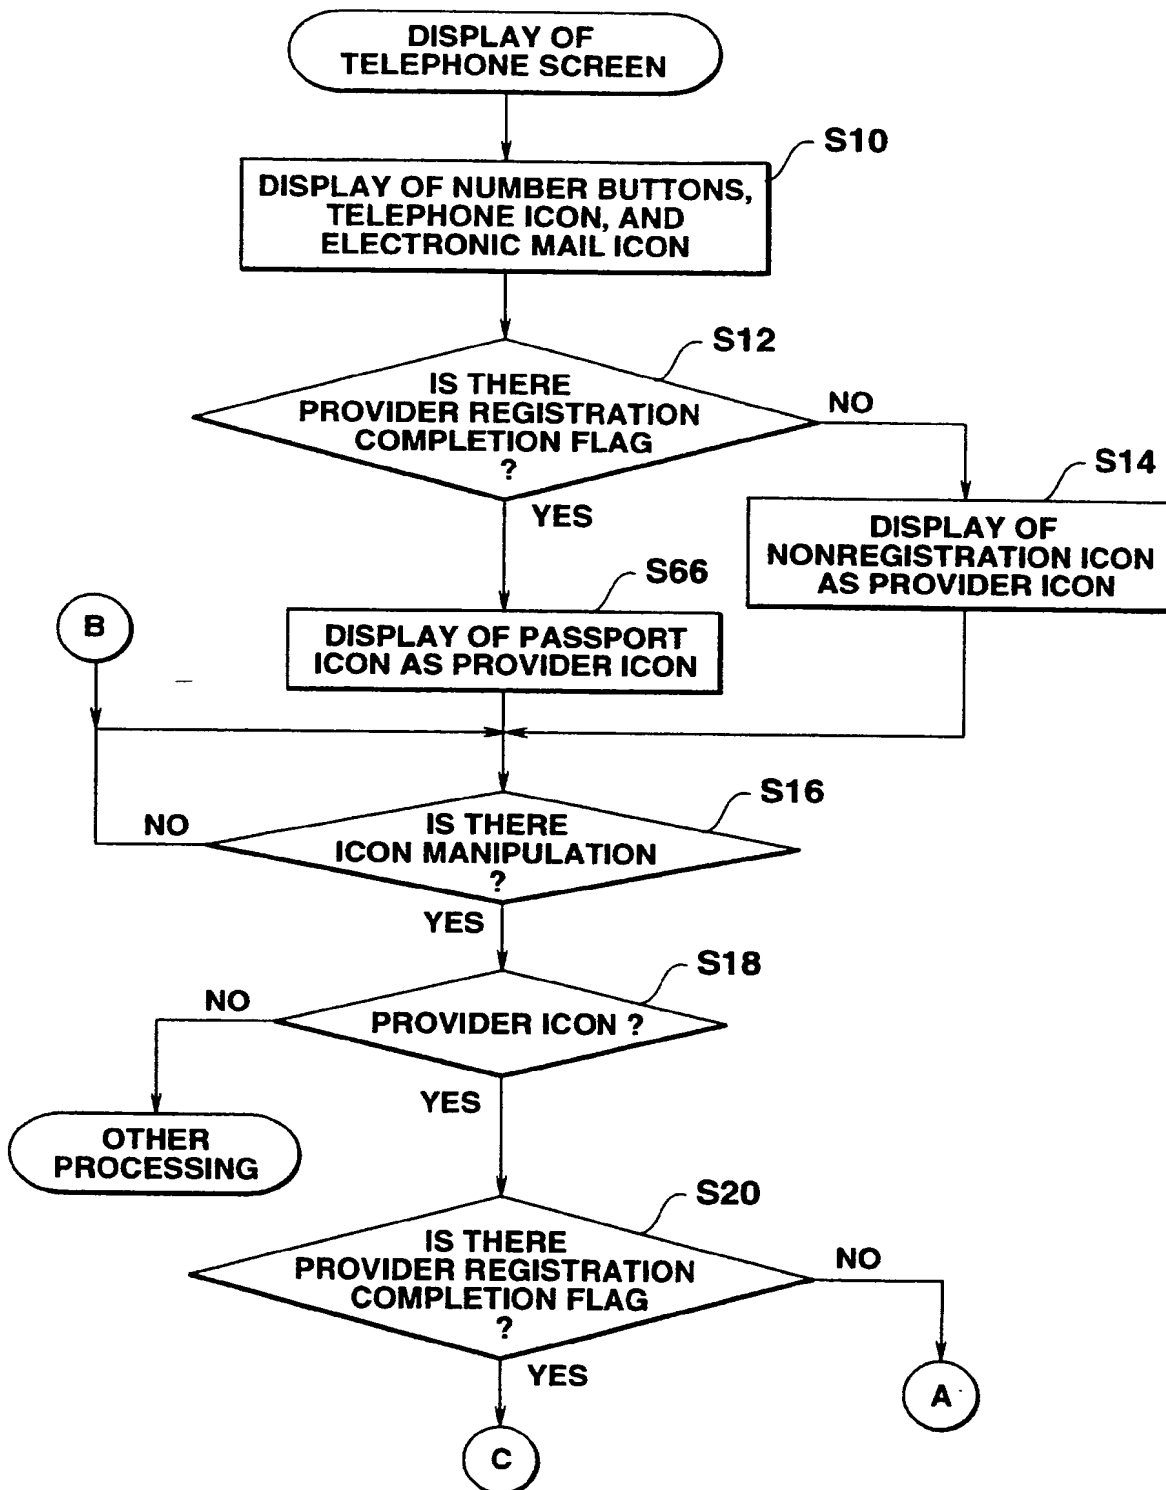 DISPLAY OF
TELEPHONE SCREEN
S10
DISPLAY OF NUMBER BUTTONS,
TELEPHONE ICON, AND
ELECTRONIC MAIL ICON
S12
IS THERE
PROVIDER REGISTRATION
COMPLETION FLAG
?
NO
YES
S14
DISPLAY OF
NONREGISTRATION ICON
AS PROVIDER ICON
S66
DISPLAY OF PASSPORT
ICON AS PROVIDER ICON
B
S16
IS THERE
ICON MANIPULATION
?
NO
YES
S18
PROVIDER ICON ?
NO
YES
OTHER
PROCESSING
S20
IS THERE
PROVIDER REGISTRATION
COMPLETION FLAG
?
NO
YES
A
C